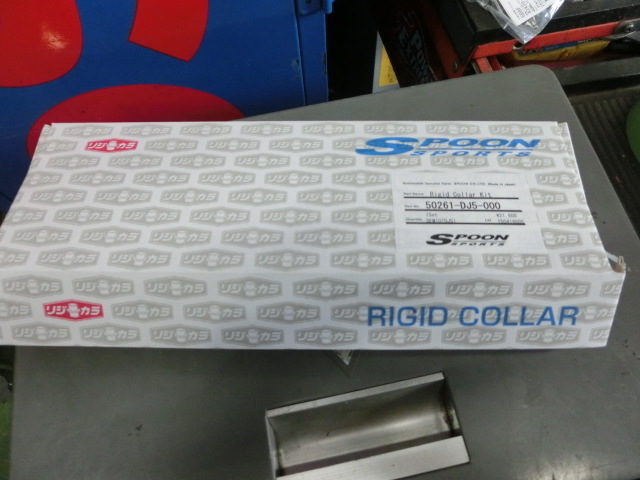 リジカラ
SPOON
SPORTS
Part Name Rigid Collar Kit
Part No. 50261-DJ5-000
SPOON
SPORTS
リジカラ
RIGID COLLAR